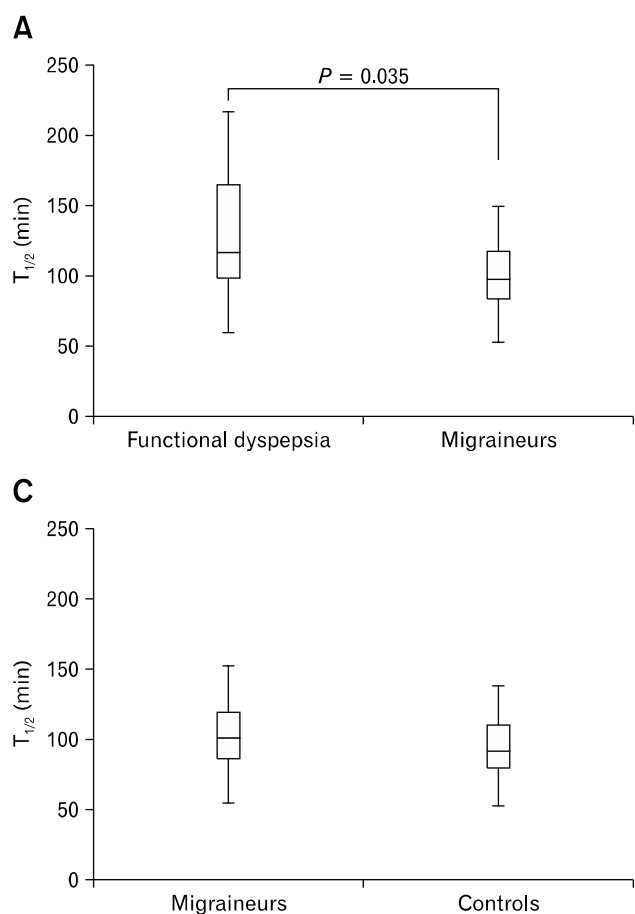 A
250
200
150
100
50
0
T1/2 (min)
P = 0.035
Functional dyspepsia
Migraineurs
C
250
200
150
100
50
0
T1/2 (min)
Migraineurs
Controls